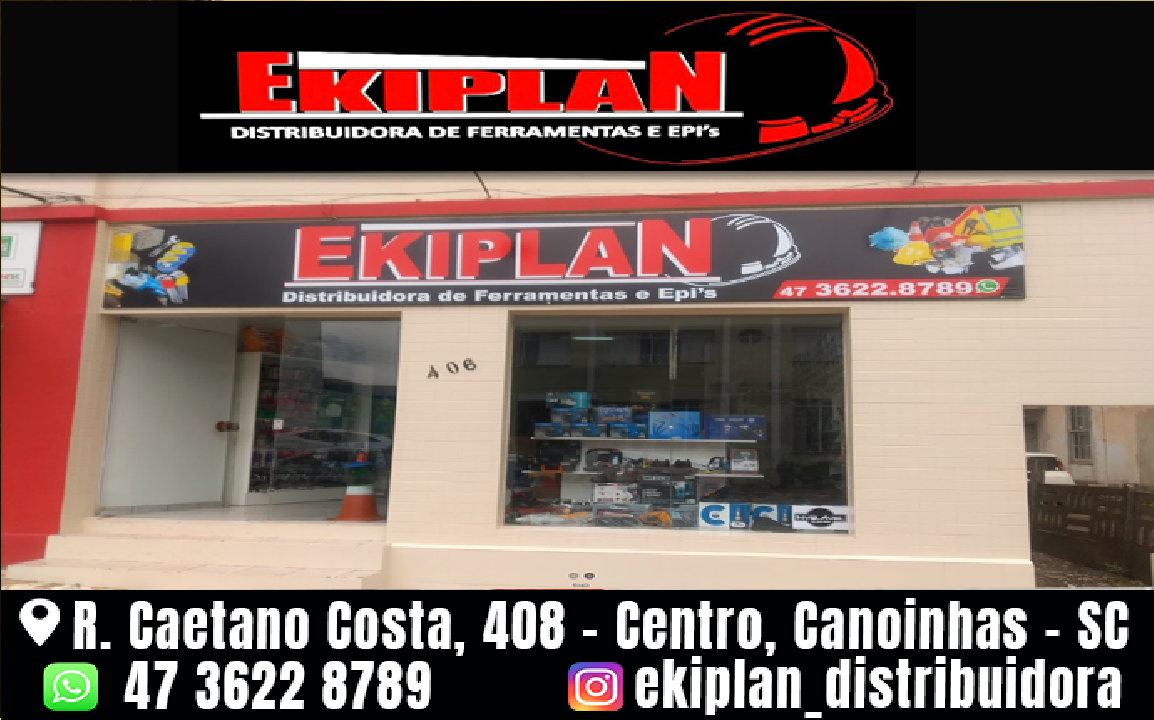 EKIPLAN
DISTRIBUIDORA DE FERRAMENTAS E EPI's
EKIPLAN
Distribuidora de Ferramentas e Epi's
47 3622.8789
406
R. Caetano Costa, 408 - Centro, Canoinhas - SC
47 3622 8789
ekiplan_distribuidora